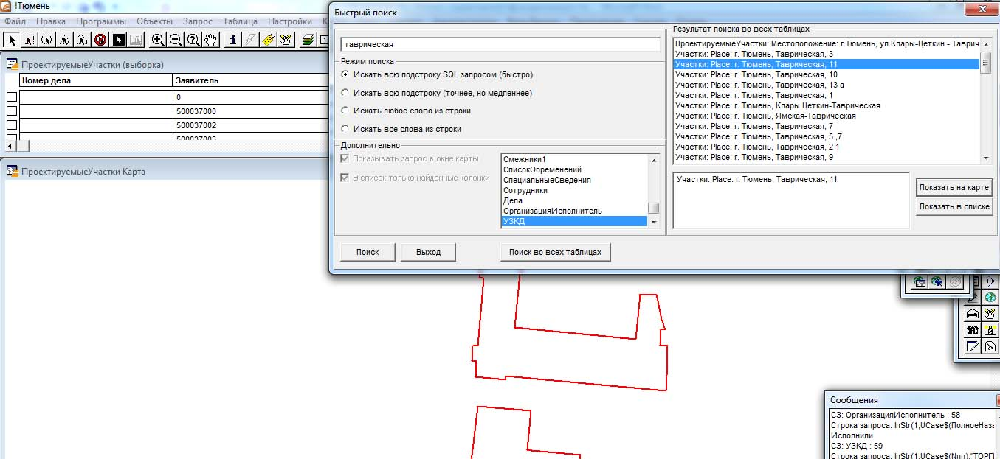 !Тюмень
Файл Правка Программы Объекты Запрос Таблица Настройки
ПроектируемыеУчастки (выборка)
Номер дела Заявитель
0
500037000
500037002
500037003
ПроектируемыеУчастки Карта
Быстрый поиск
таврическая
Режим поиска
Искать всю подстроку SQL запросом (быстро)
Искать всю подстроку (точнее, но медленнее)
Искать любое слово из строки
Искать все слова из строки
Дополнительно
Показывать запрос в окне карты
В список только найденные колонки
Смежники1
СписокОбременений
СпециальныеСведения
Сотрудники
Дела
ОрганизацияИсполнитель
УЗКД
Поиск Выход Поиск во всех таблицах
Результат поиска во всех таблицах
ПроектируемыеУчастки: Местоположение: г.Тюмень, ул.Клары-Цеткин - Таврич
Участки: Place: г. Тюмень, Таврическая, 3
Участки: Place: г. Тюмень, Таврическая, 11
Участки: Place: г. Тюмень, Таврическая, 10
Участки: Place: г. Тюмень, Таврическая, 13 а
Участки: Place: г. Тюмень, Таврическая, 1
Участки: Place: г. Тюмень, Клары Цеткин-Таврическая
Участки: Place: г. Тюмень, Ямская-Таврическая
Участки: Place: г. Тюмень, Таврическая, 7
Участки: Place: г. Тюмень, Таврическая, 5 ,7
Участки: Place: г. Тюмень, Таврическая, 2 1
Участки: Place: г. Тюмень, Таврическая, 9
Участки: Place: г. Тюмень, Таврическая, 11
Показать на карте
Показать в списке
Сообщения
СЗ: ОрганизацияИсполнитель : 58
Строка запроса: InStr(1,UCase$(ПолноеНазв
Исполнили
СЗ: УЗКД : 59
Строка запроса: InStr(1,UCase$(Nпп),"ТОРГ